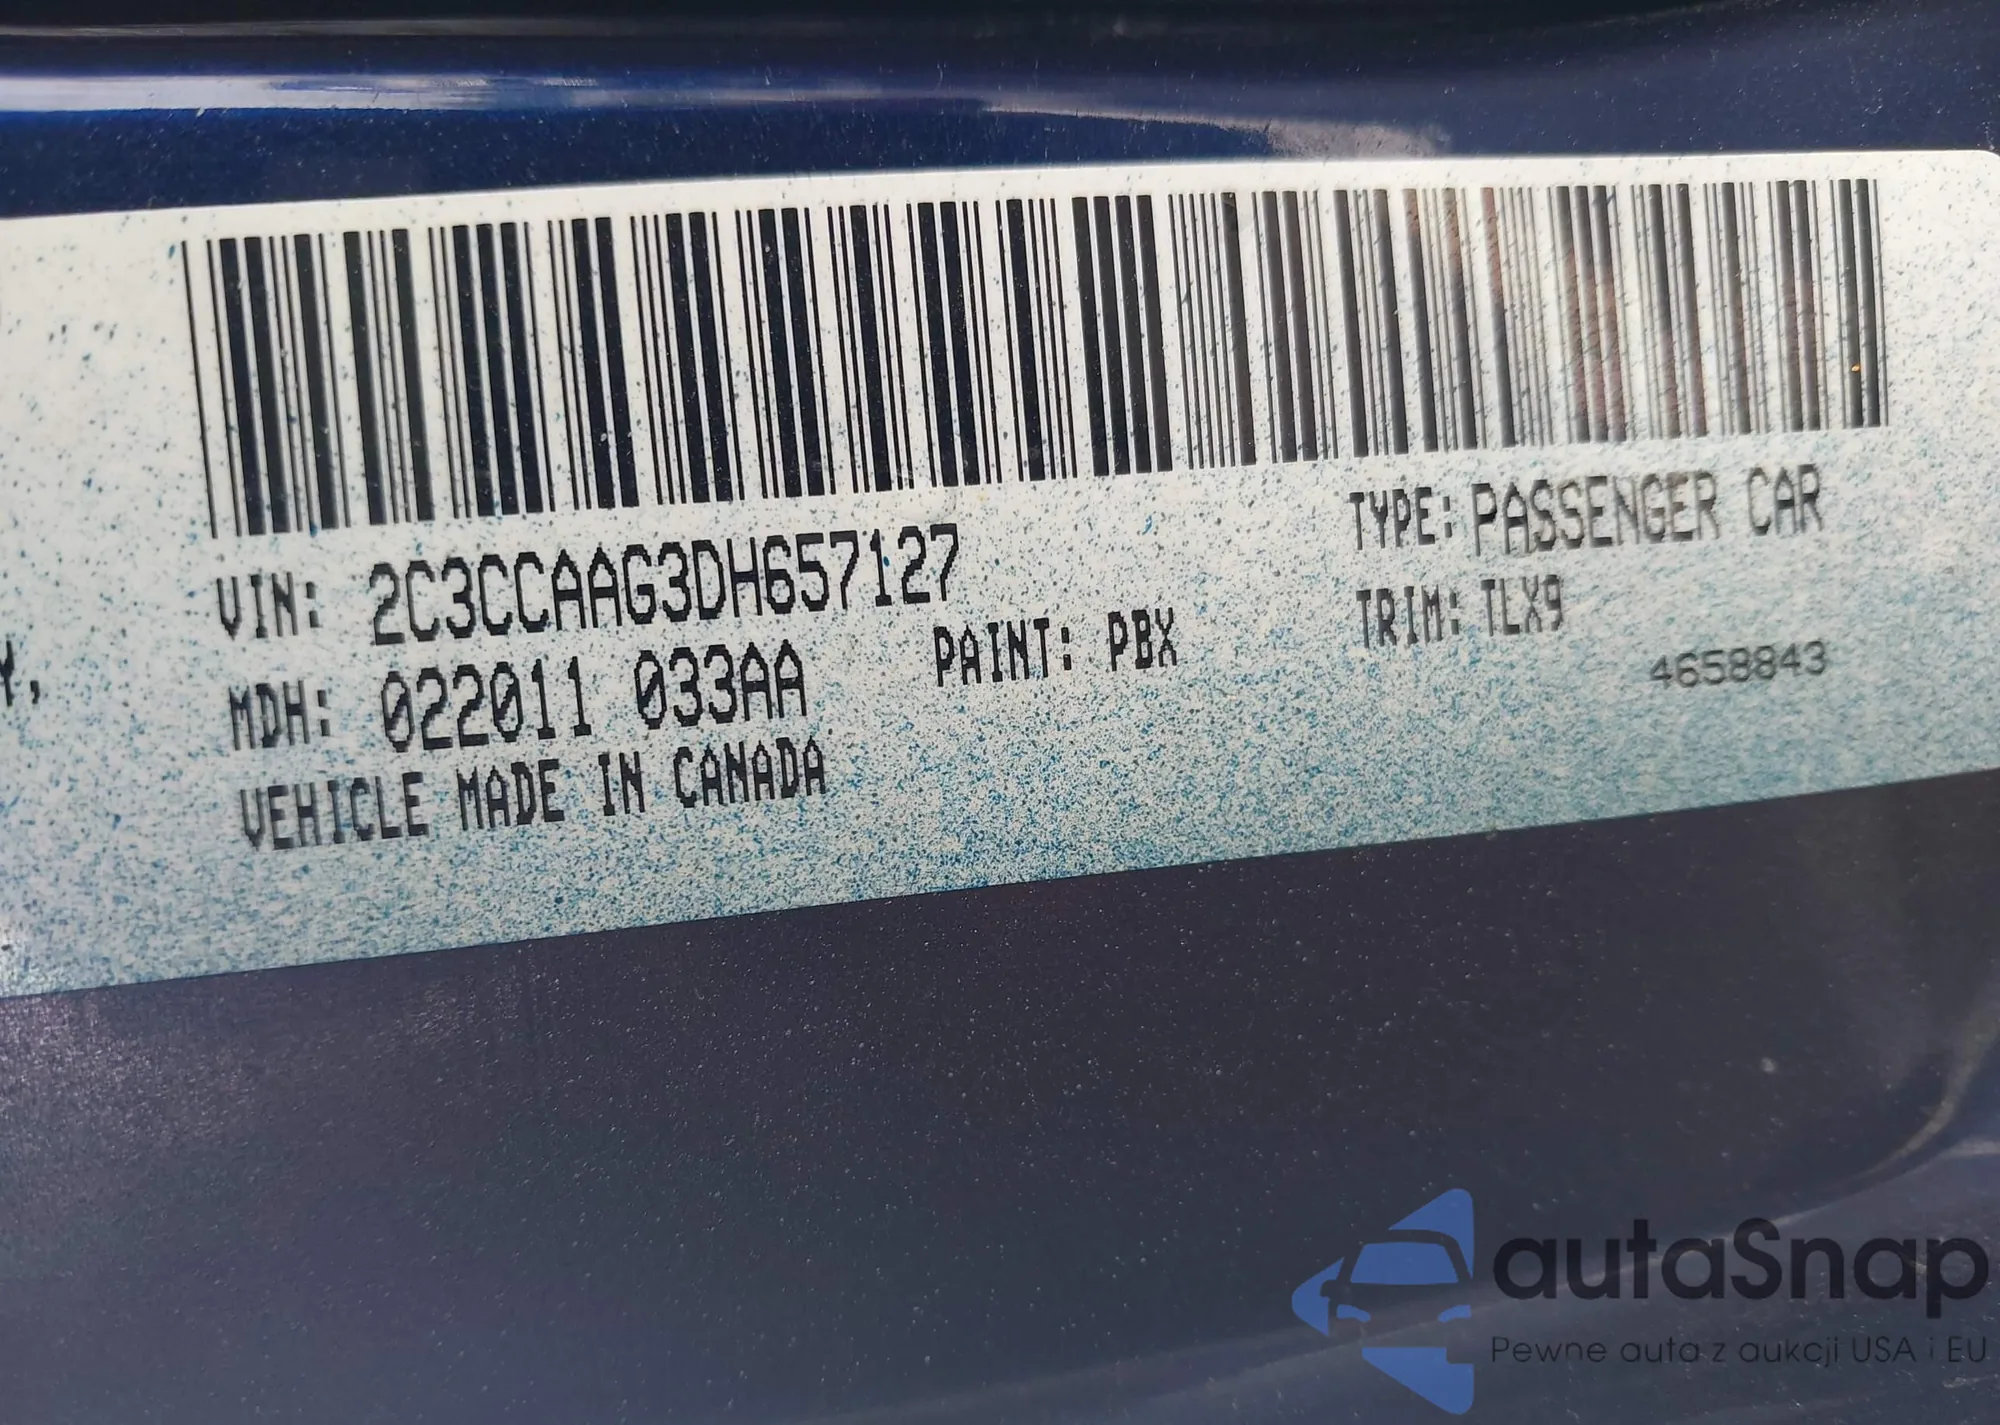 VIN: 2C3CCAAG3DH657127
TYPE: PASSENGER CAR
MDH: 022011 033AA
PAINT: PBX
TRIM: TLX9
4658843
VEHICLE MADE IN CANADA
Y,
autaSnap
Pewne auta z aukcji USA i EU